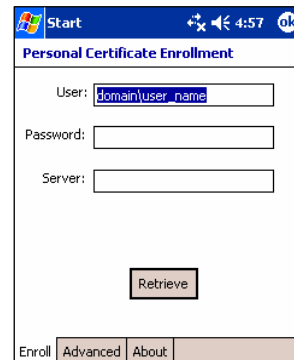 Start 4:57 ok
Personal Certificate Enrollment
User: domain\user_name
Password:
Server:
Retrieve
Enroll Advanced About